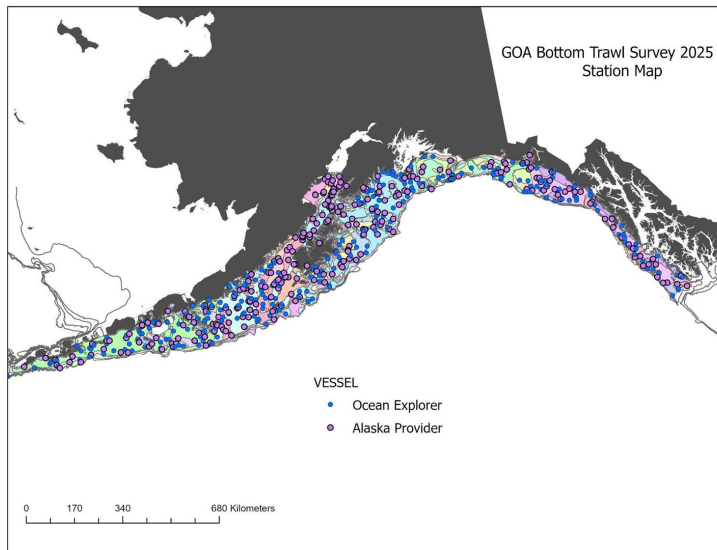 GOA Bottom Trawl Survey 2025
Station Map
VESSEL
Ocean Explorer
Alaska Provider
0 170 340 680 Kilometers